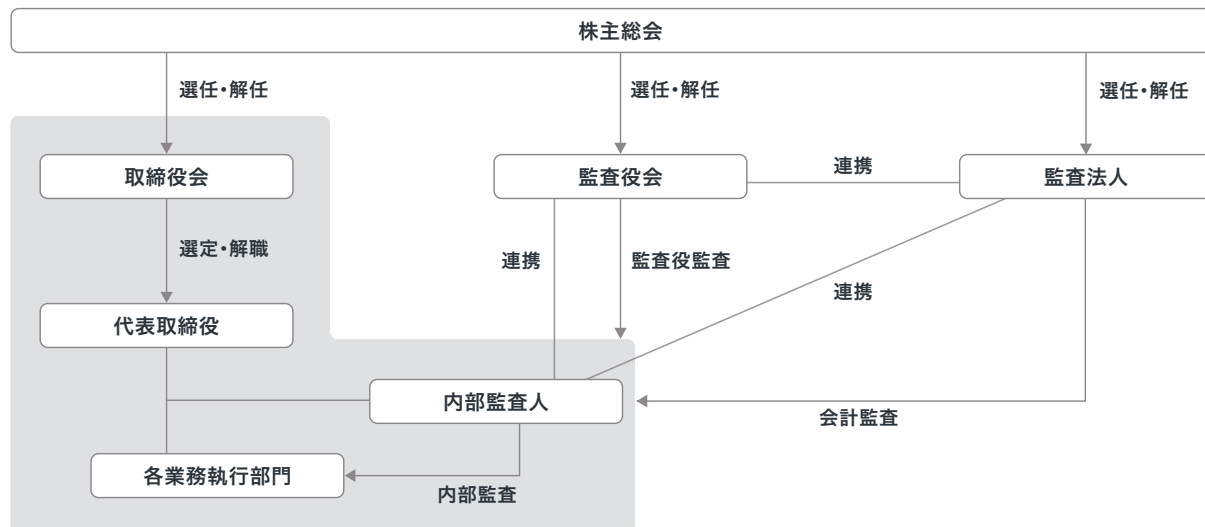 株主総会
選任・解任
選任・解任
選任・解任
取締役会
監査役会
連携
監査法人
選定・解職
連携
監査役監査
連携
代表取締役
内部監査人
会計監査
各業務執行部門
内部監査